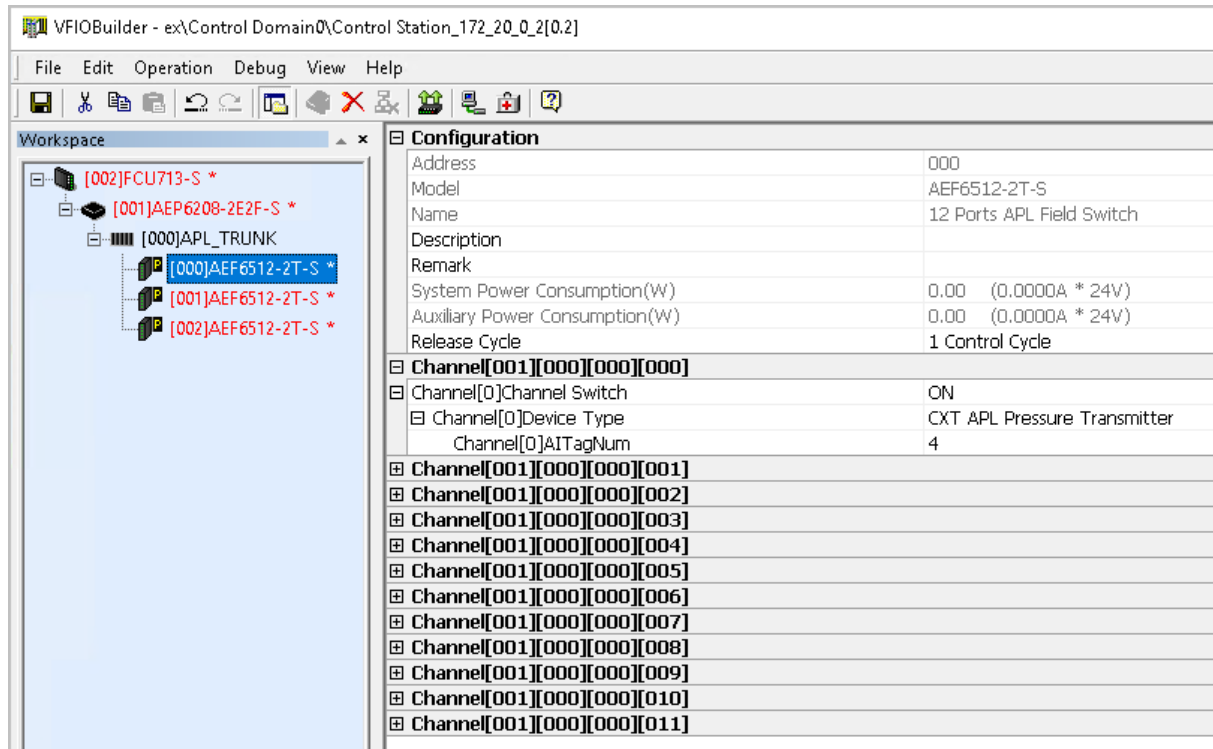 VFIOBuilder - ex\Control Domain0\Control Station_172_20_0_2[0.2]
File Edit Operation Debug View Help
Workspace
[002]FCU713-S *
[001]AEP6208-2E2F-S *
[000]APL_TRUNK
[000]AEF6512-2T-S *
[001]AEF6512-2T-S *
[002]AEF6512-2T-S *
Configuration
Address 000
Model AEF6512-2T-S
Name 12 Ports APL Field Switch
Description
Remark
System Power Consumption(W) 0.00 (0.0000A * 24V)
Auxiliary Power Consumption(W) 0.00 (0.0000A * 24V)
Release Cycle 1 Control Cycle
Channel[001][000][000][000]
Channel[0]Channel Switch ON
Channel[0]Device Type CXT APL Pressure Transmitter
Channel[0]AITagNum 4
Channel[001][000][000][001]
Channel[001][000][000][002]
Channel[001][000][000][003]
Channel[001][000][000][004]
Channel[001][000][000][005]
Channel[001][000][000][006]
Channel[001][000][000][007]
Channel[001][000][000][008]
Channel[001][000][000][009]
Channel[001][000][000][010]
Channel[001][000][000][011]